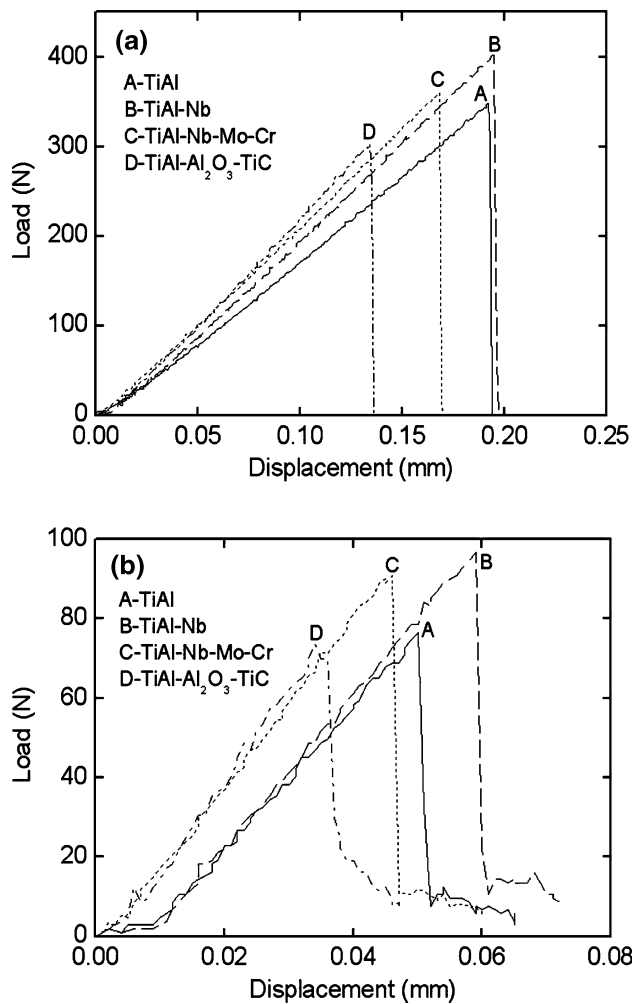 (a)
A-TiAl
B-TiAl-Nb
C-TiAl-Nb-Mo-Cr
D-TiAl-Al₂O₃-TiC
A
B
C
D
Load (N)
400
300
200
100
0
0.00 0.05 0.10 0.15 0.20 0.25
Displacement (mm)
(b)
A-TiAl
B-TiAl-Nb
C-TiAl-Nb-Mo-Cr
D-TiAl-Al₂O₃-TiC
A
B
C
D
Load (N)
100
80
60
40
20
0
0.00 0.02 0.04 0.06 0.08
Displacement (mm)